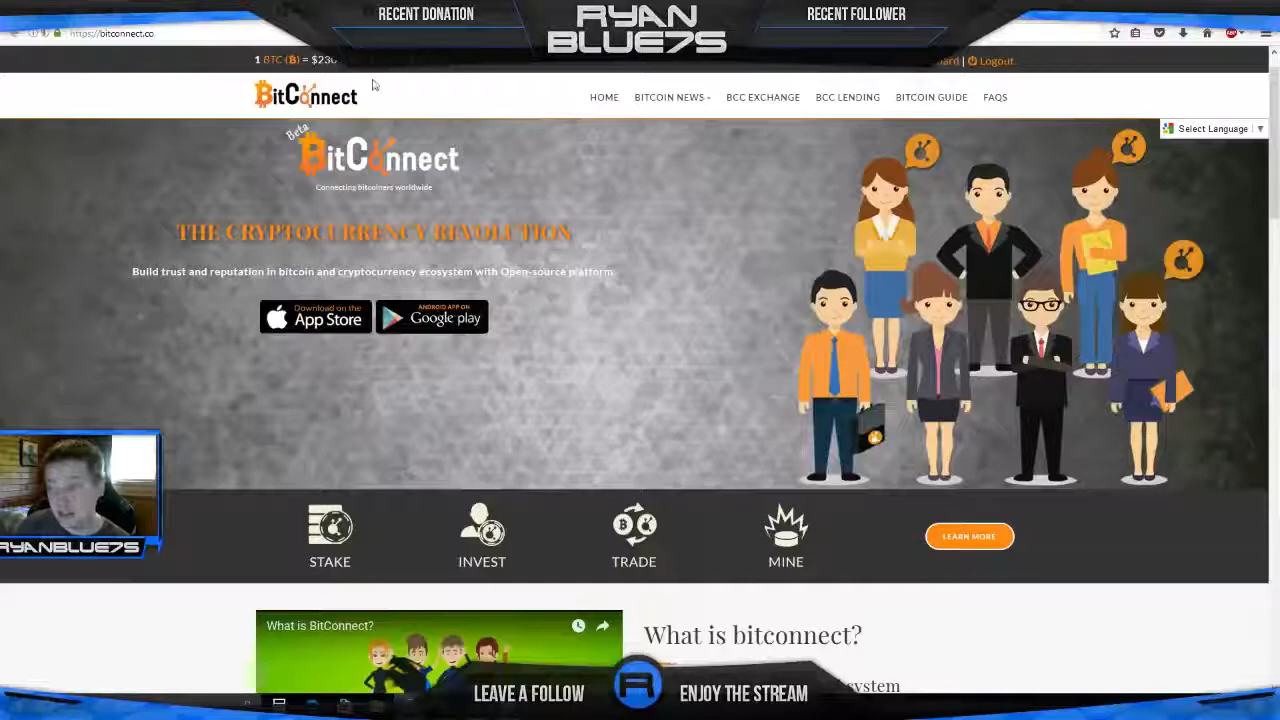 RECENT DONATION
RYAN
BLUE7S
RECENT FOLLOWER
https://bitconnect.co
1 BTC (B) = $230
| Logout
BitConnect
HOME
BITCOIN NEWS
BCC EXCHANGE
BCC LENDING
BITCOIN GUIDE
FAQS
Select Language
Beta
BitConnect
Connecting bitcoiners worldwide
THE CRYPTOCURRENCY REVOLUTION
Build trust and reputation in bitcoin and cryptocurrency ecosystem with Open-source platform.
Download on the
App Store
ANDROID APP ON
Google play
STAKE
INVEST
TRADE
MINE
LEARN MORE
RYANBLUE7S
What is BitConnect?
What is bitconnect?
LEAVE A FOLLOW
R
ENJOY THE STREAM